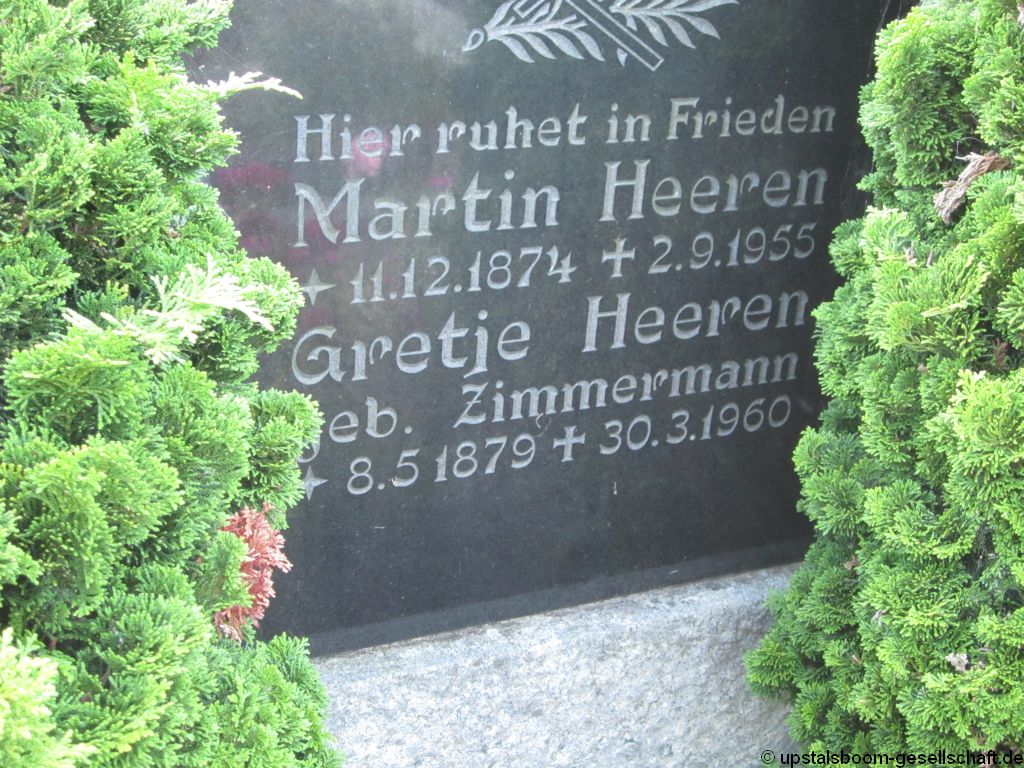 Hier ruhet in Frieden
Martin Heeren
11.12.1874 ✝ 2.9.1955
Gretje Heeren
geb. Zimmermann
8.5 1879 ✝ 30.3.1960
© upstalsboom-gesellschaft.de